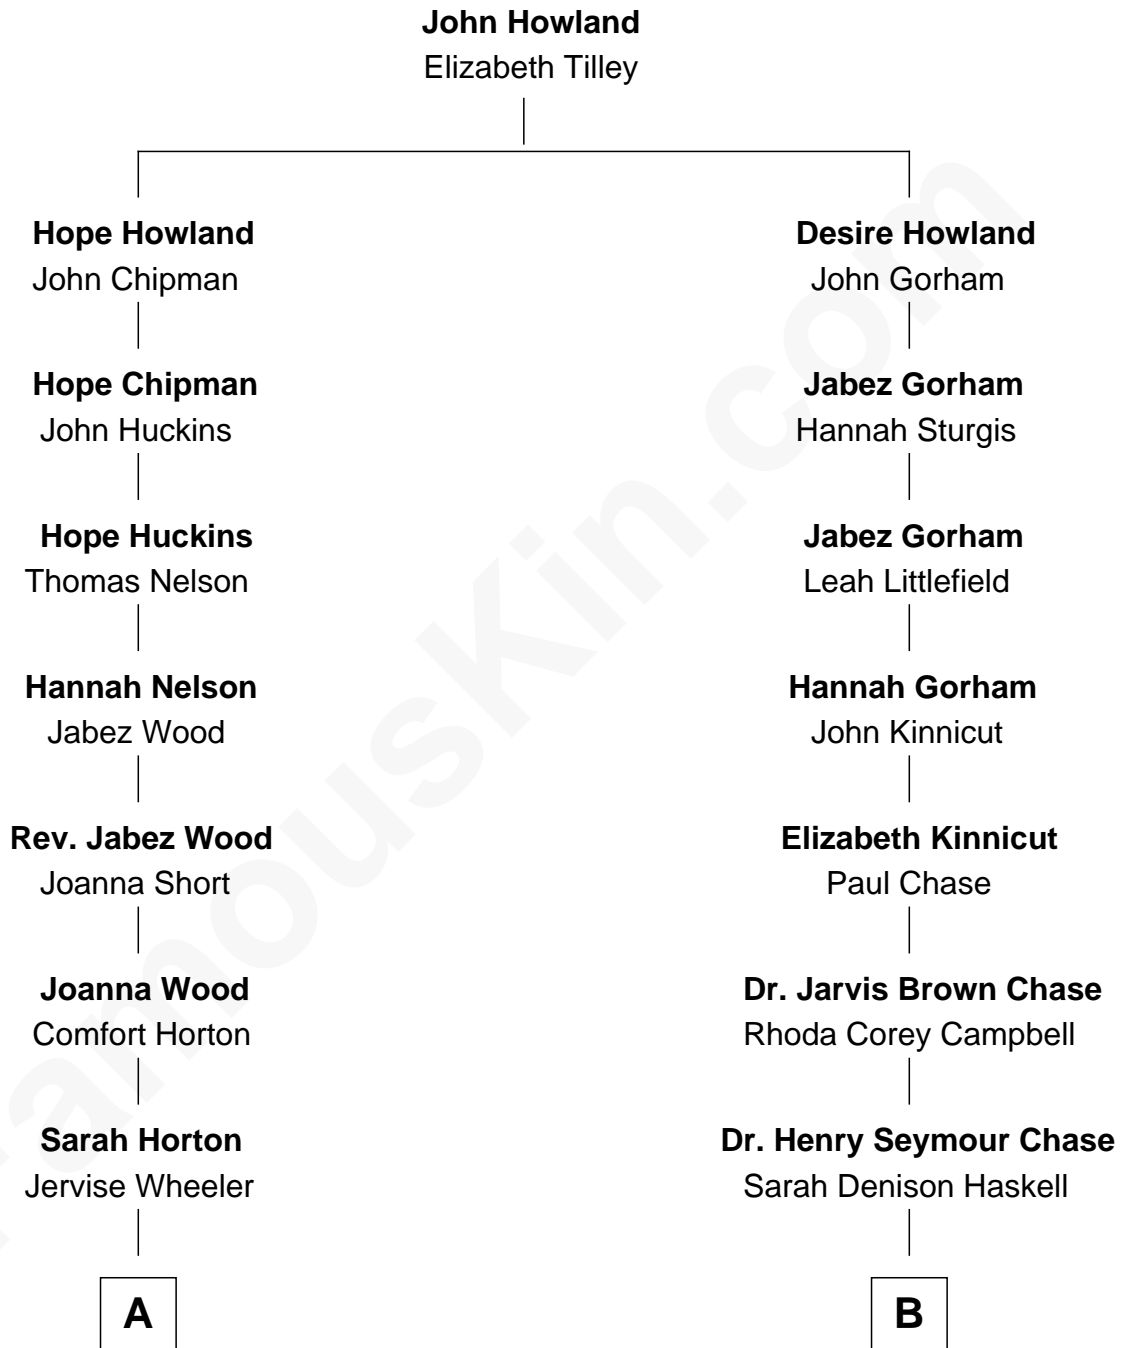 John Howland
Elizabeth Tilley
Hope Howland
John Chipman
Desire Howland
John Gorham
Hope Chipman
John Huckins
Jabez Gorham
Hannah Sturgis
Hope Huckins
Thomas Nelson
Jabez Gorham
Leah Littlefield
Hannah Nelson
Jabez Wood
Hannah Gorham
John Kinnicut
Rev. Jabez Wood
Joanna Short
Elizabeth Kinnicut
Paul Chase
Joanna Wood
Comfort Horton
Dr. Jarvis Brown Chase
Rhoda Corey Campbell
Sarah Horton
Jervise Wheeler
Dr. Henry Seymour Chase
Sarah Denison Haskell
A
B
FamousKin.com